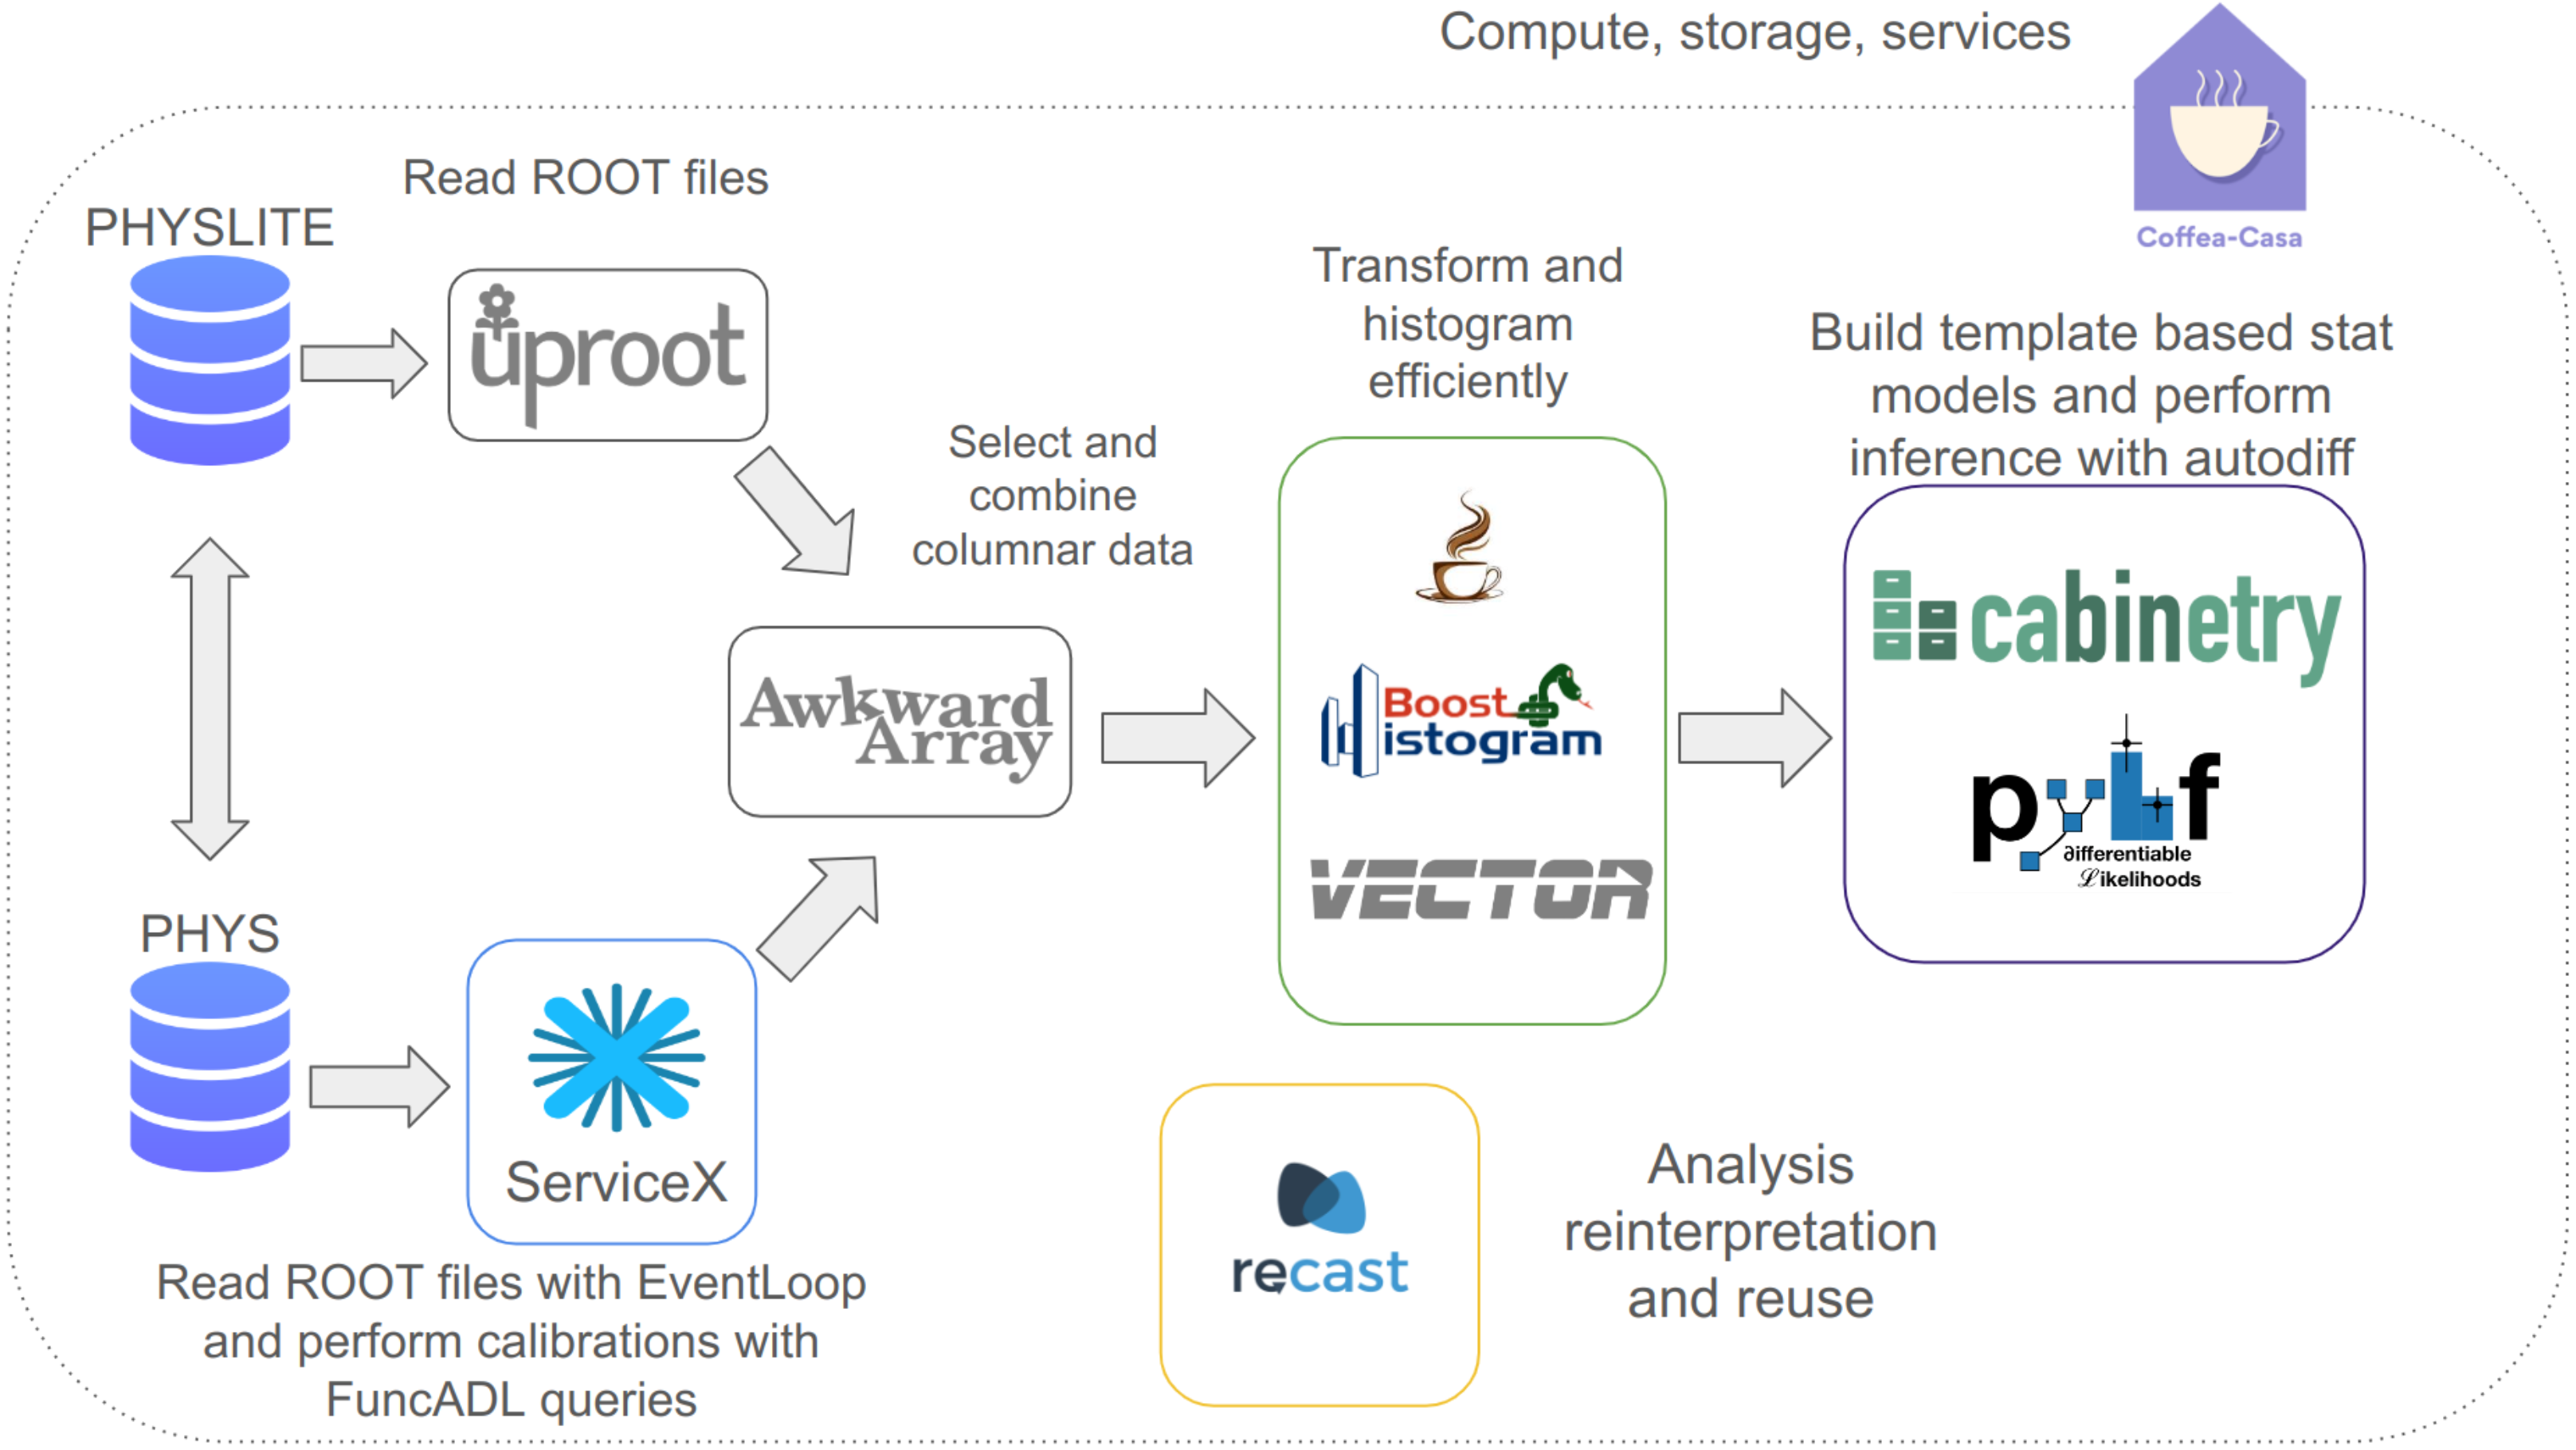 Compute, storage, services
Coffea-Casa
Read ROOT files
PHYSLITE
uproot
Select and
combine
columnar data
Awkward
Array
Transform and
histogram
efficiently
Boost
istogram
VECTOR
Build template based stat
models and perform
inference with autodiff
cabinetry
pyhf
∂ifferentiable
ℒikelihoods
PHYS
ServiceX
Read ROOT files with EventLoop
and perform calibrations with
FuncADL queries
recast
Analysis
reinterpretation
and reuse